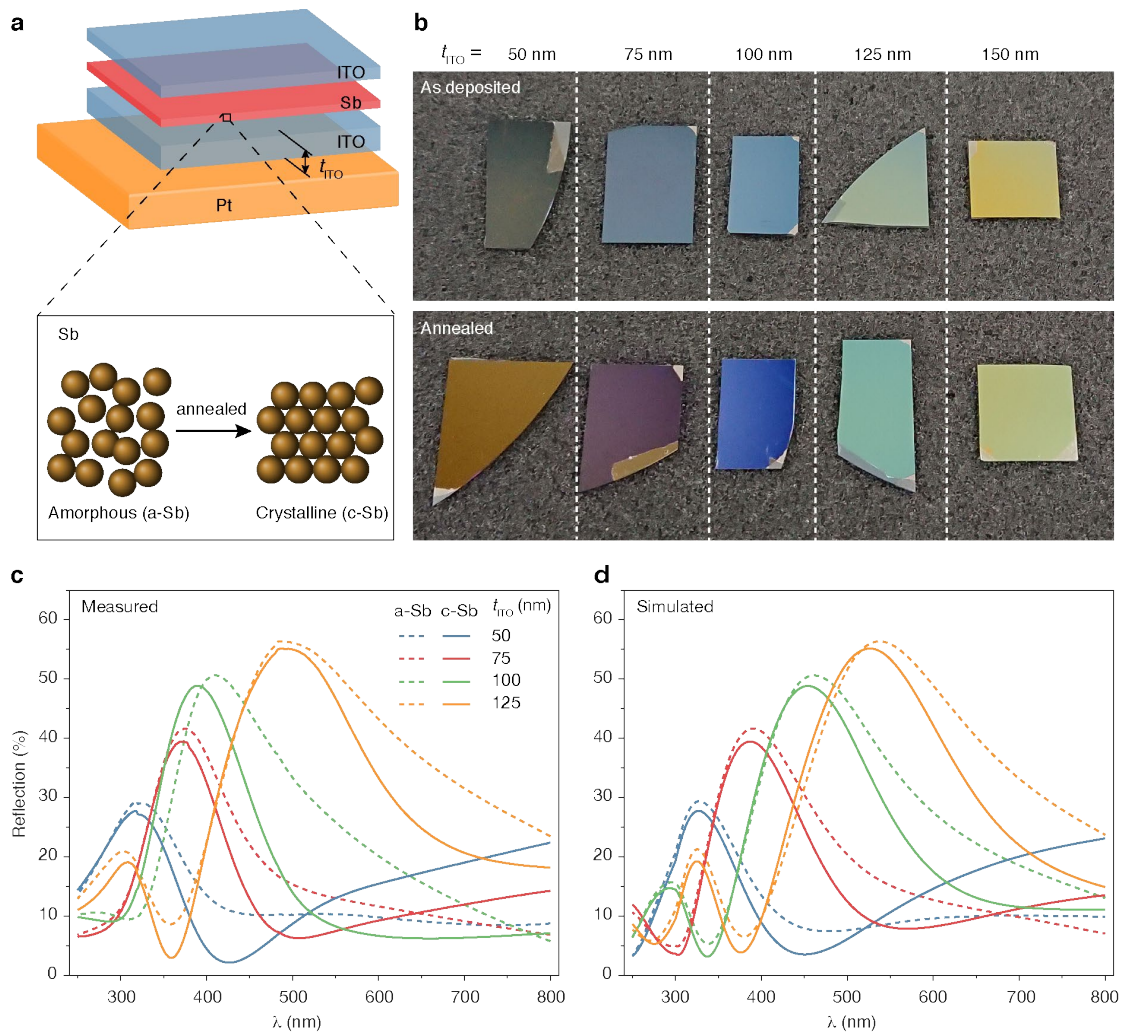 a
ITO
Sb
ITO
t_ITO
Pt
Sb
annealed
Amorphous (a-Sb)
Crystalline (c-Sb)
b
t_ITO = 50 nm 75 nm 100 nm 125 nm 150 nm
As deposited
Annealed
c
Measured
a-Sb c-Sb t_ITO (nm)
50
75
100
125
60
50
40
30
20
10
0
Reflection (%)
300 400 500 600 700 800
λ (nm)
d
Simulated
60
50
40
30
20
10
0
300 400 500 600 700 800
λ (nm)